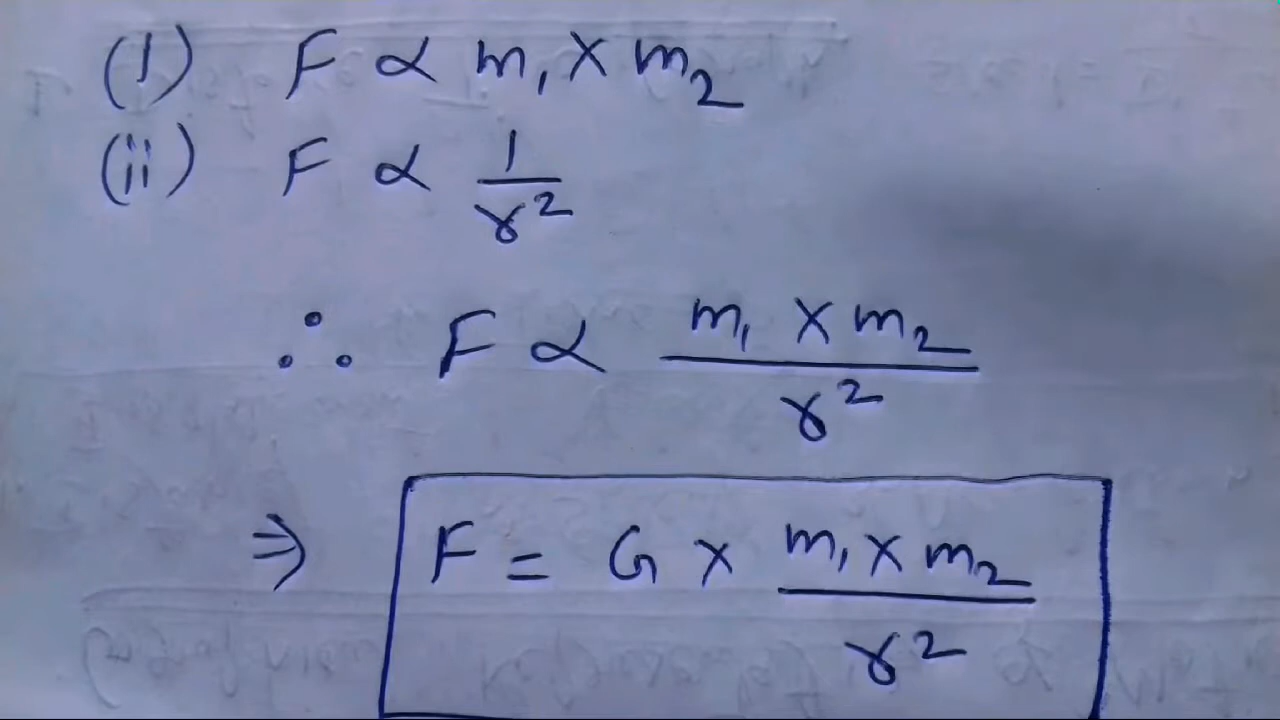 (i) F ∝ m₁ × m₂
(ii) F ∝ 1/r²
∴ F ∝ (m₁ × m₂)/r²
⇒ F = G × (m₁ × m₂)/r²